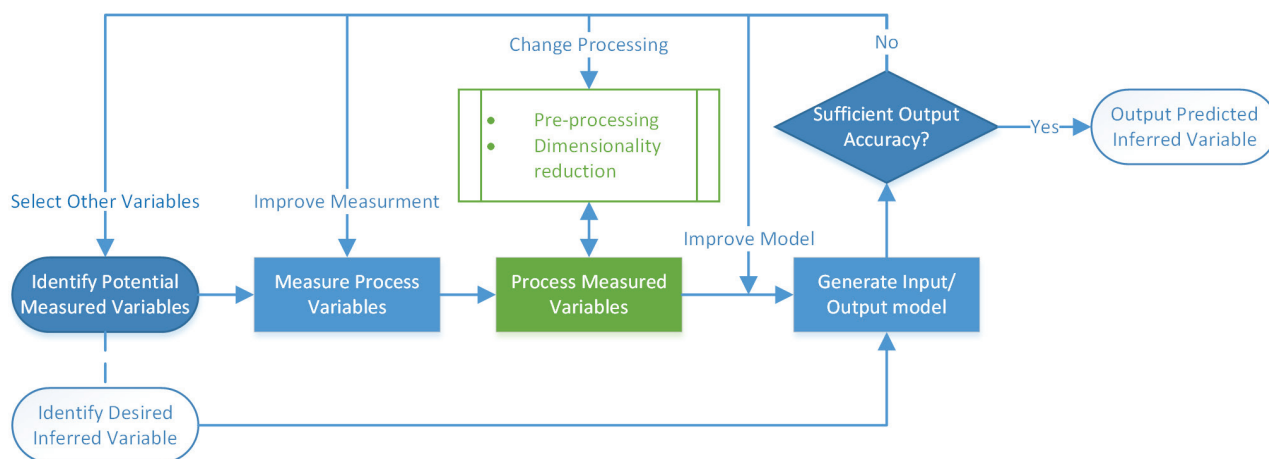 No
Change Processing
Sufficient Output
Accuracy?
Yes
Output Predicted
Inferred Variable
• Pre-processing
• Dimensionality
reduction
Select Other Variables
Improve Measurment
Improve Model
Identify Potential
Measured Variables
Measure Process
Variables
Process Measured
Variables
Generate Input/
Output model
Identify Desired
Inferred Variable